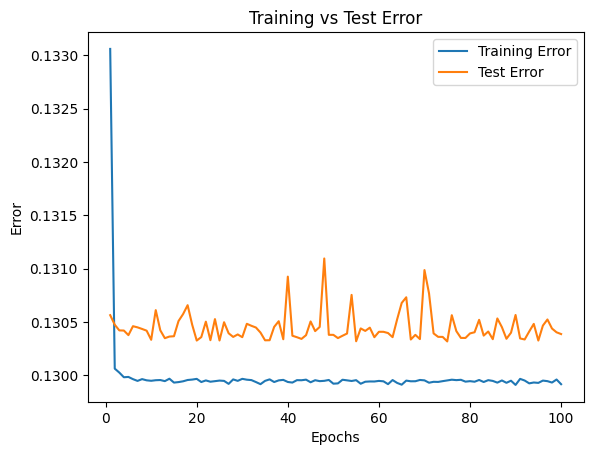 Training vs Test Error
Training Error
Test Error
0.1330
0.1325
0.1320
0.1315
0.1310
0.1305
0.1300
Error
0
20
40
60
80
100
Epochs